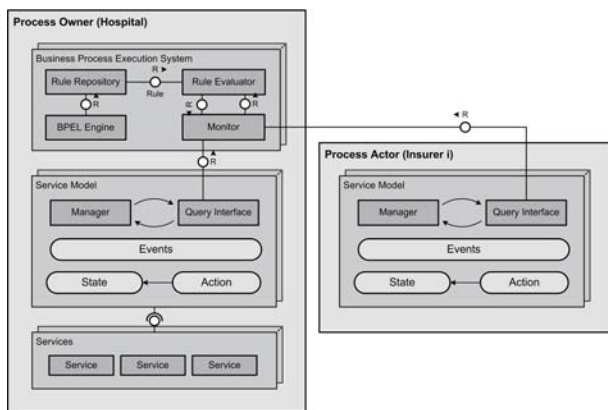 Process Owner (Hospital)
Business Process Execution System
R
Rule Repository
Rule Evaluator
Rule
R
R
R
BPEL Engine
Monitor
R
R
Process Actor (Insurer i)
Service Model
Manager
Query Interface
Events
State
Action
Service Model
Manager
Query Interface
Events
State
Action
Services
Service
Service
Service